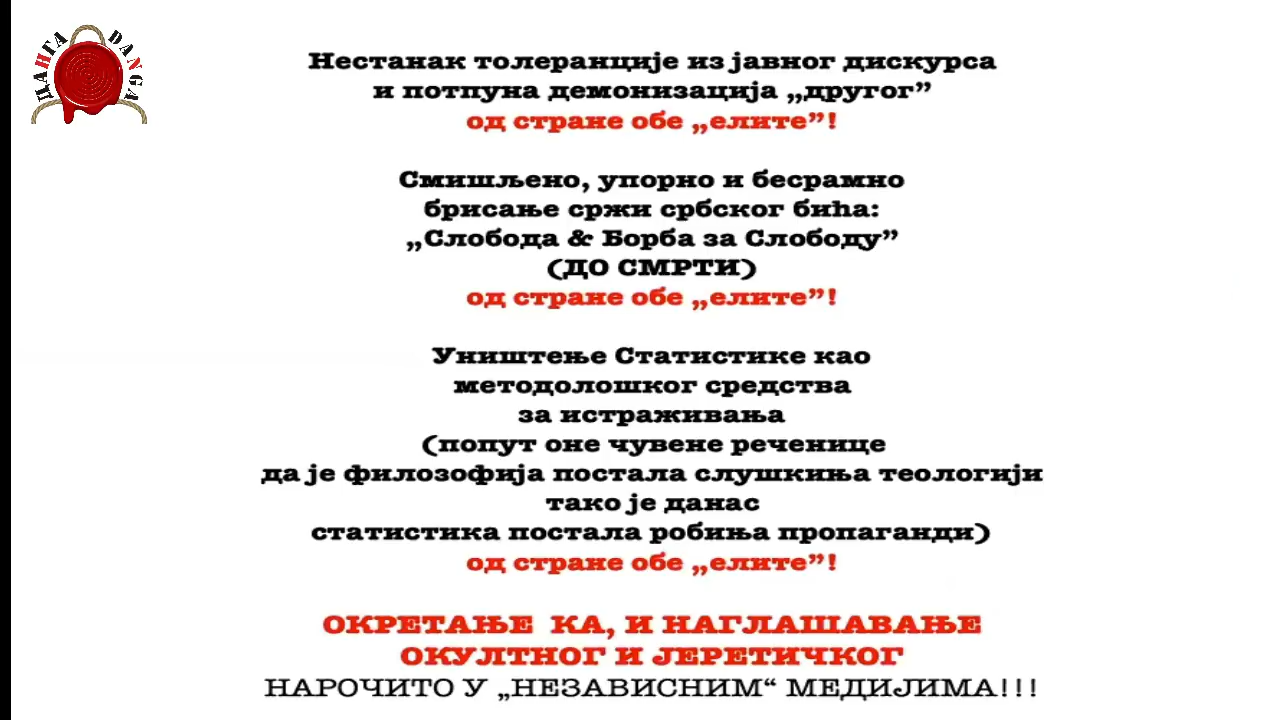 ДАНГА DANGA
Нестанак толеранције из јавног дискурса
и потпуна демонизација „другог”
од стране обе „елите”!
Смишљено, упорно и бесрамно
брисање сржи србског бића:
„Слобода & Борба за Слободу”
(ДО СМРТИ)
од стране обе „елите”!
Уништење Статистике као
методолошког средства
за истраживања
(попут оне чувене реченице
да је филозофија постала слушкиња теологији
тако је данас
статистика постала робиња пропаганди)
од стране обе „елите”!
ОКРЕТАЊЕ КА, И НАГЛАШАВАЊЕ
ОКУЛТНОГ И ЈЕРЕТИЧКОГ
НАРОЧИТО У „НЕЗАВИСНИМ“ МЕДИЈИМА!!!